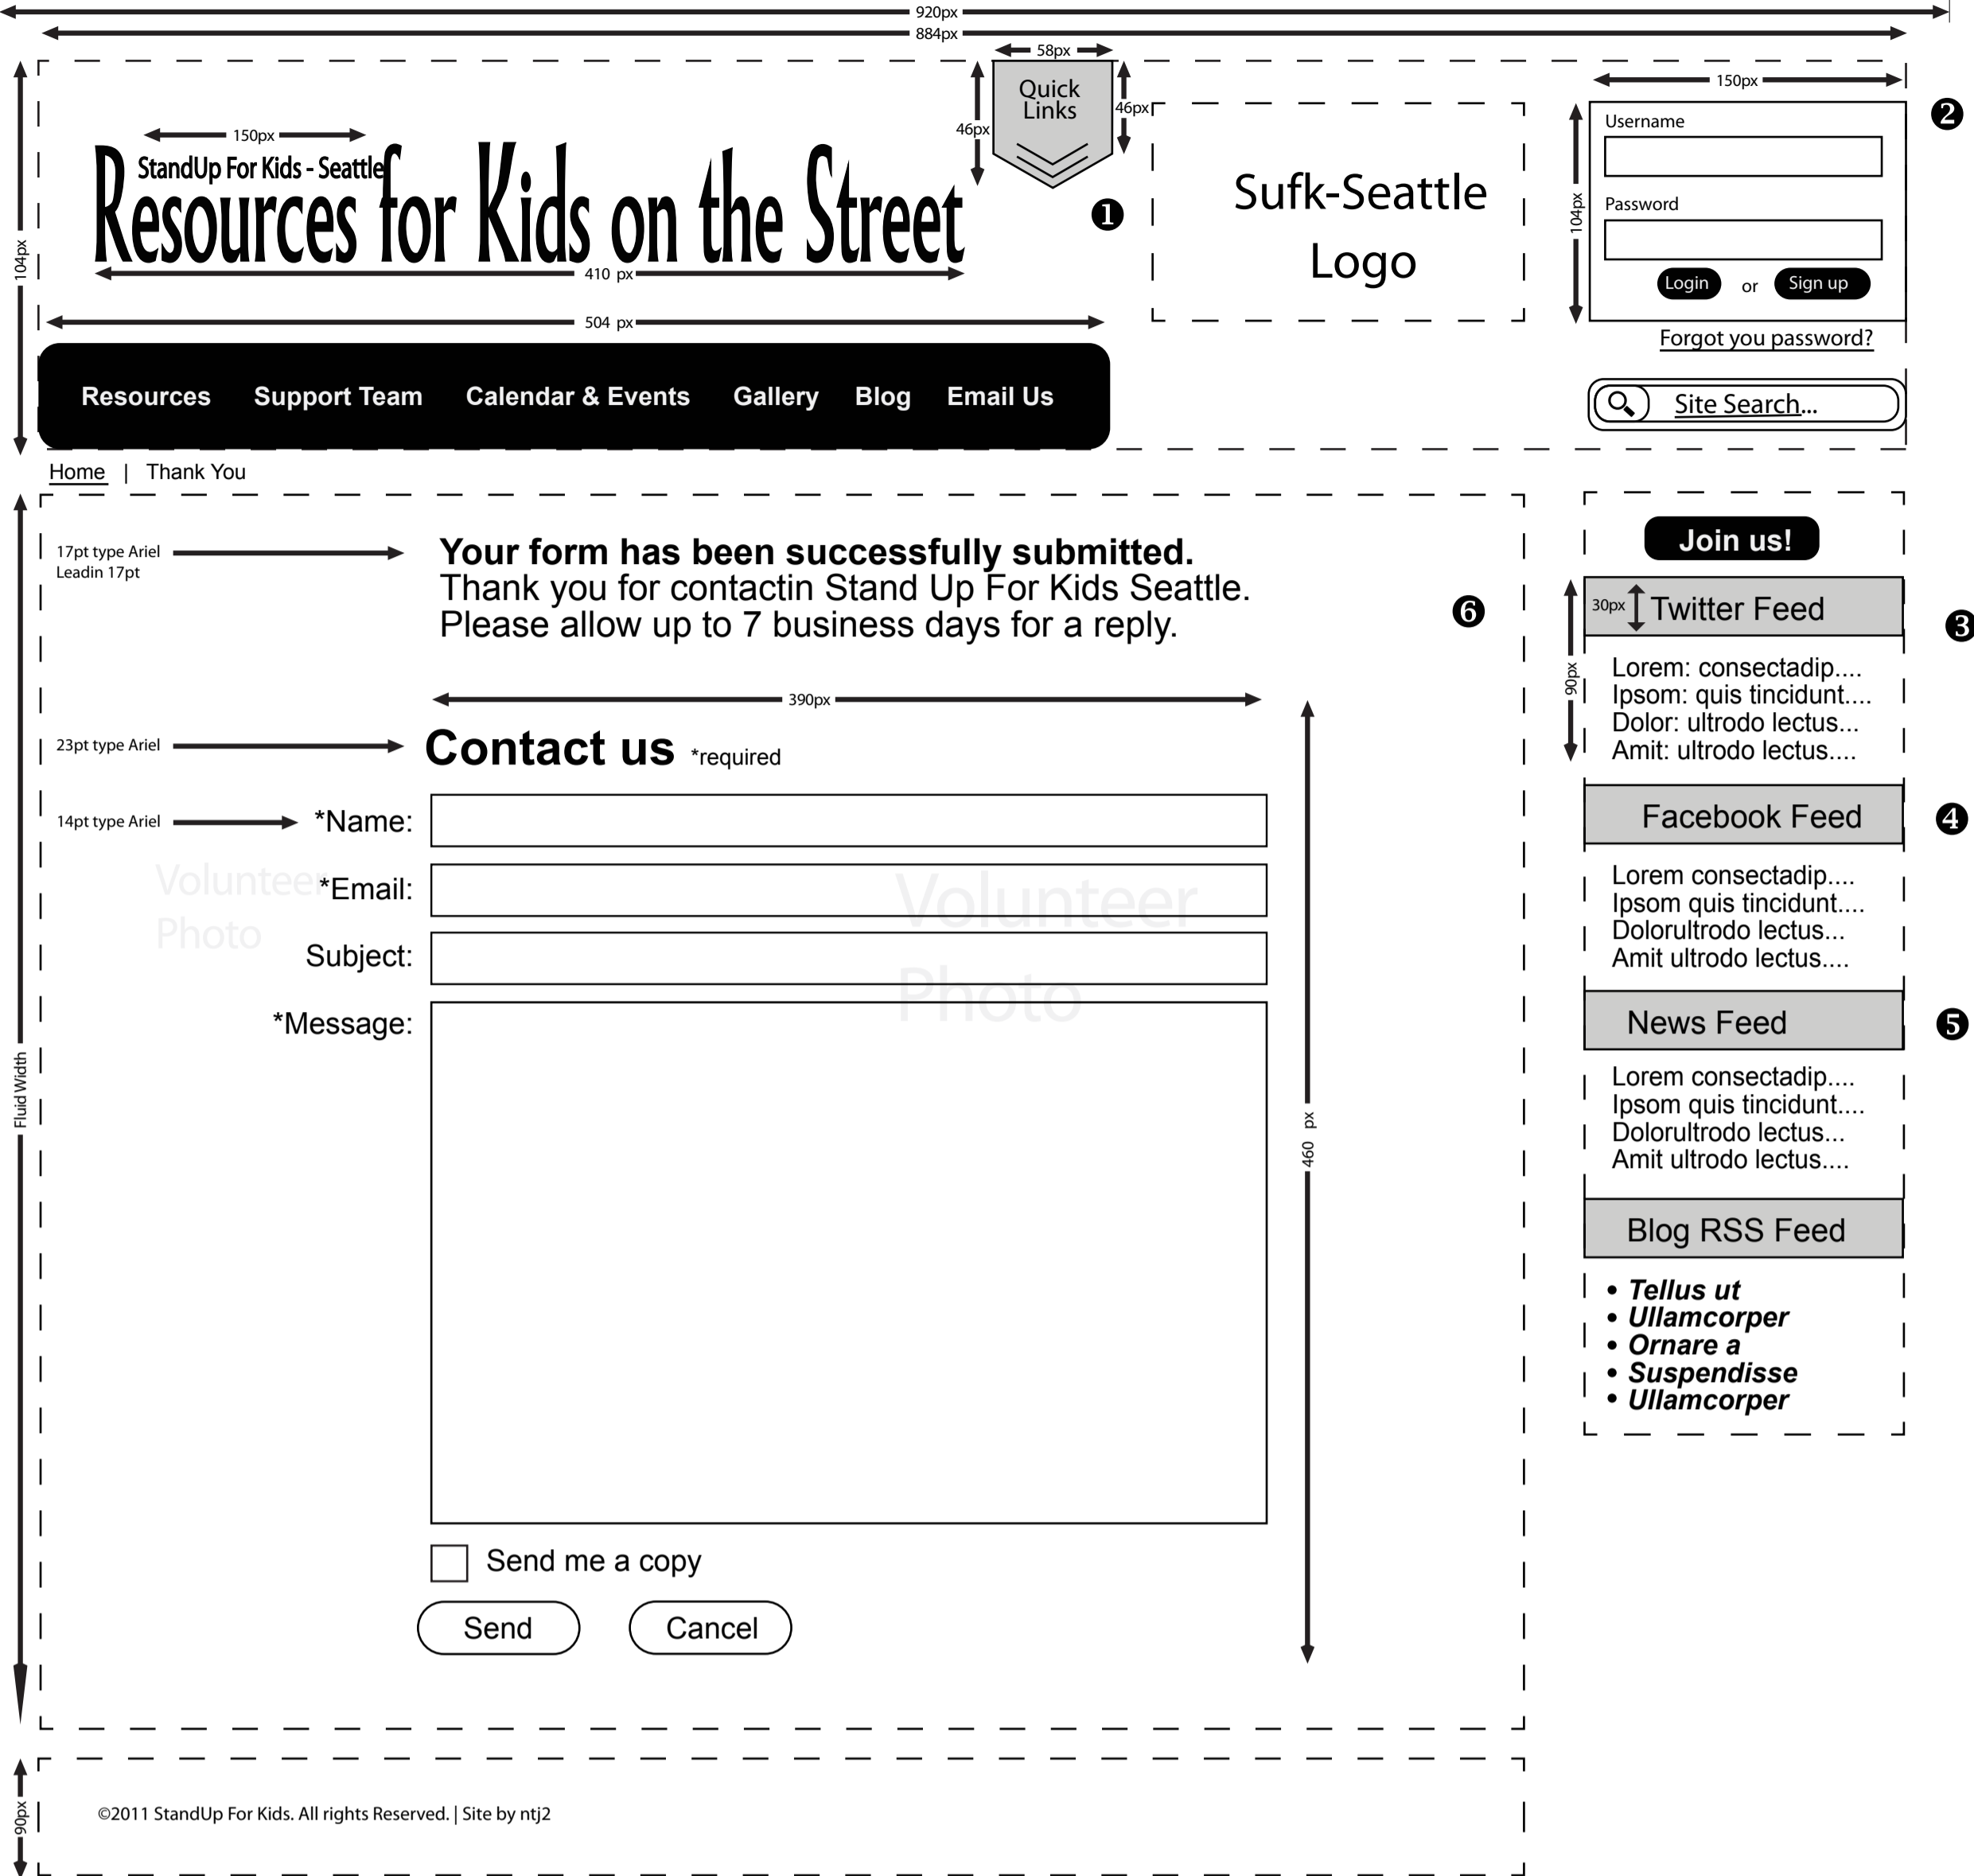 920px
884px
58px
Quick
Links
46px
46px
150px
StandUp For Kids - Seattle
Resources for Kids on the Street
410 px
504 px
104px
❶
Sufk-Seattle
Logo
150px
❷
104px
Username
Password
Login or Sign up
Forgot you password?
Site Search...
Resources Support Team Calendar & Events Gallery Blog Email Us
Home | Thank You
17pt type Ariel
Leadin 17pt
Your form has been successfully submitted.
Thank you for contactin Stand Up For Kids Seattle.
Please allow up to 7 business days for a reply.
❻
390px
23pt type Ariel
Contact us *required
14pt type Ariel
*Name:
Volunteer
Photo
*Email:
Volunteer
Photo
Subject:
*Message:
Fluid Width
460 px
Send me a copy
Send Cancel
Join us!
30px
Twitter Feed
❸
90px
Lorem: consectadip....
Ipsom: quis tincidunt....
Dolor: ultrodo lectus...
Amit: ultrodo lectus....
Facebook Feed
❹
Lorem consectadip....
Ipsom quis tincidunt....
Dolorultrodo lectus...
Amit ultrodo lectus....
News Feed
❺
Lorem consectadip....
Ipsom quis tincidunt....
Dolorultrodo lectus...
Amit ultrodo lectus....
Blog RSS Feed
• Tellus ut
• Ullamcorper
• Ornare a
• Suspendisse
• Ullamcorper
90px
©2011 StandUp For Kids. All rights Reserved. | Site by ntj2